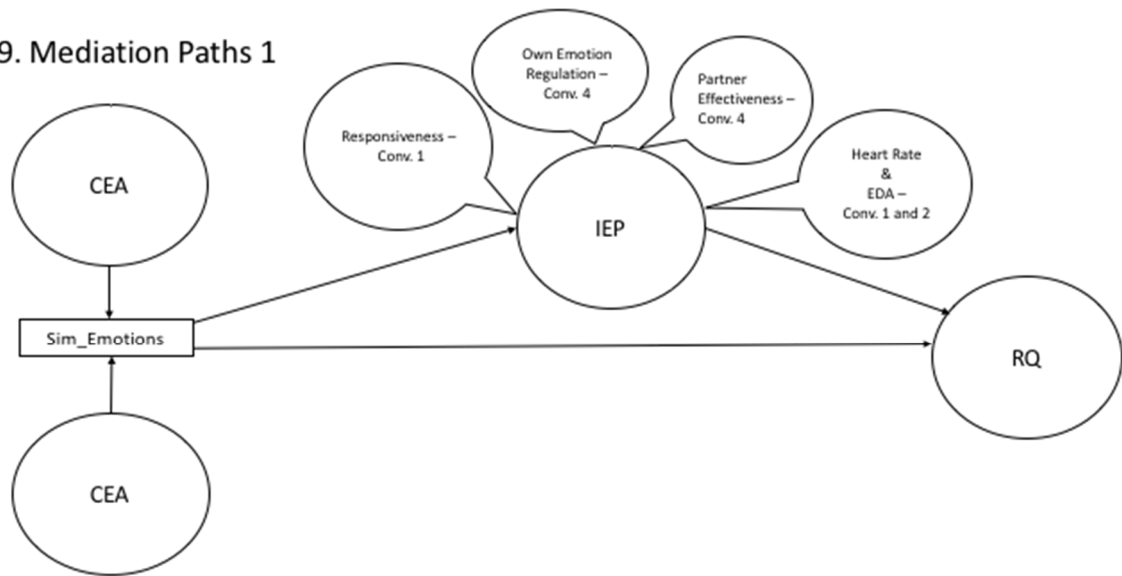 9. Mediation Paths 1
Own Emotion
Regulation –
Conv. 4
Partner
Effectiveness –
Conv. 4
Responsiveness –
Conv. 1
Heart Rate
&
EDA –
Conv. 1 and 2
CEA
IEP
Sim_Emotions
RQ
CEA